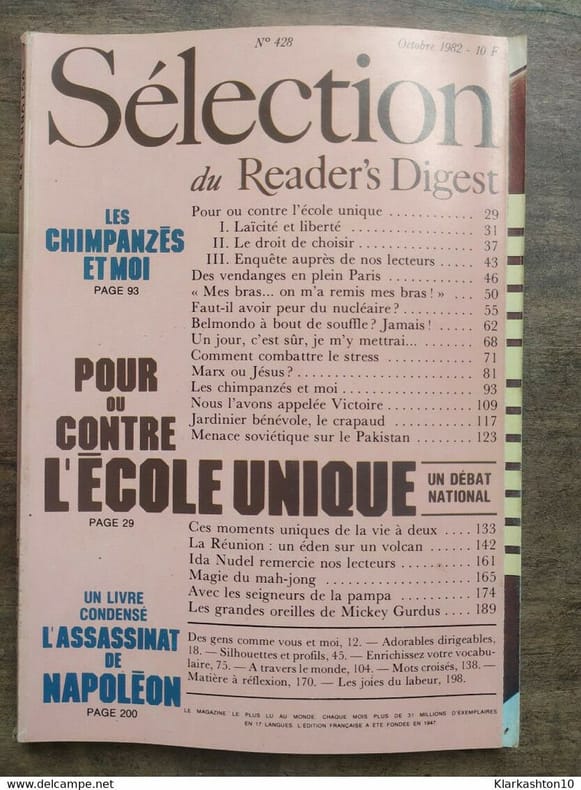 N° 428
Octobre 1982 - 10 F
Sélection
du Reader's Digest
LES
CHIMPANZÉS
ET MOI
PAGE 93
Pour ou contre l'école unique ............ 29
I. Laïcité et liberté ................... 31
II. Le droit de choisir ................. 37
III. Enquête auprès de nos lecteurs ..... 43
Des vendanges en plein Paris ............. 46
« Mes bras... on m'a remis mes bras ! » ... 50
Faut-il avoir peur du nucléaire ? .......... 55
Belmondo à bout de souffle ? Jamais ! ..... 62
Un jour, c'est sûr, je m'y mettrai... ....... 68
Comment combattre le stress ............. 71
Marx ou Jésus ? .......................... 81
Les chimpanzés et moi ................... 93
Nous l'avons appelée Victoire ............ 109
Jardinier bénévole, le crapaud ........... 117
Menace soviétique sur le Pakistan ........ 123
POUR
OU
CONTRE
L'ÉCOLE UNIQUE
UN DÉBAT
NATIONAL
PAGE 29
Ces moments uniques de la vie à deux .... 133
La Réunion : un éden sur un volcan ...... 142
Ida Nudel remercie nos lecteurs .......... 161
Magie du mah-jong ...................... 165
Avec les seigneurs de la pampa .......... 174
Les grandes oreilles de Mickey Gurdus ... 189
UN LIVRE
CONDENSÉ
L'ASSASSINAT
DE
NAPOLÉON
PAGE 200
Des gens comme vous et moi, 12. — Adorables dirigeables,
18. — Silhouettes et profils, 45. — Enrichissez votre vocabu-
laire, 75. — A travers le monde, 104. — Mots croisés, 138. —
Matière à réflexion, 170. — Les joies du labeur, 198.
LE MAGAZINE LE PLUS LU AU MONDE. CHAQUE MOIS PLUS DE 31 MILLIONS D'EXEMPLAIRES
EN 17 LANGUES. L'ÉDITION FRANÇAISE A ÉTÉ FONDÉE EN 1947
www.delcampe.net
Klarkashton10